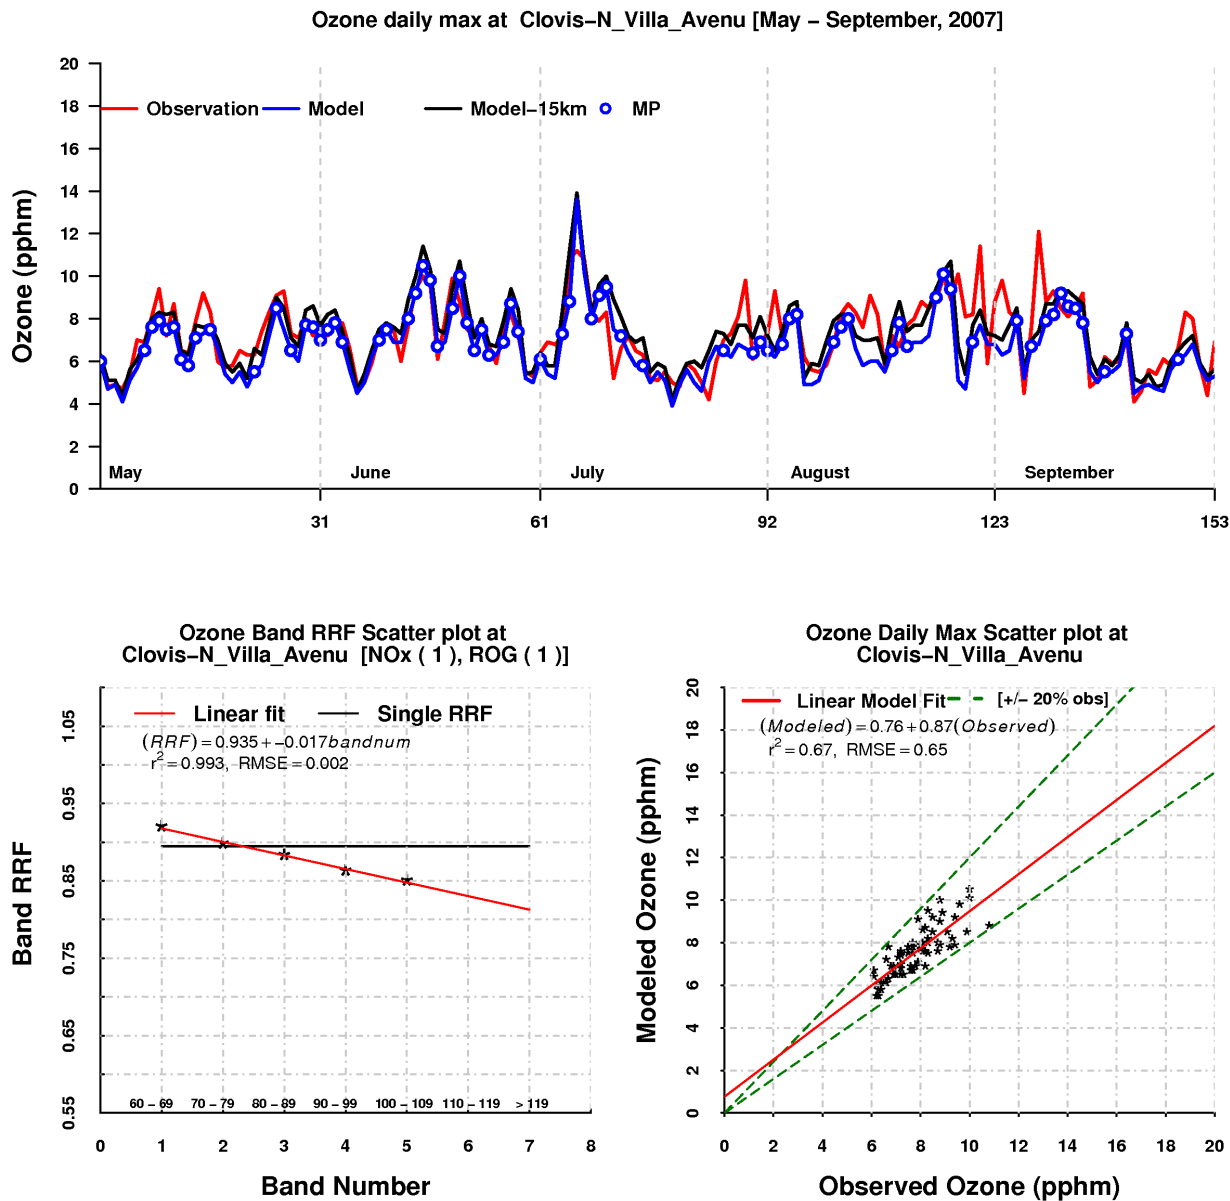 Ozone daily max at Clovis−N_Villa_Avenu [May − September, 2007]
20
18
16
14
12
10
8
6
4
2
0
Ozone (pphm)
Observation Model Model−15km MP
May June July August September
31 61 92 123 153
Ozone Band RRF Scatter plot at
Clovis−N_Villa_Avenu [NOx ( 1 ), ROG ( 1 )]
Linear fit Single RRF
(RRF) = 0.935 + −0.017bandnum
r² = 0.993, RMSE = 0.002
1.05
0.95
0.85
0.75
0.65
0.55
Band RRF
60 − 69 70 − 79 80 − 89 90 − 99 100 − 109 110 − 119 > 119
0 1 2 3 4 5 6 7 8
Band Number
Ozone Daily Max Scatter plot at
Clovis−N_Villa_Avenu
Linear Model Fit [+/− 20% obs]
(Modeled) = 0.76 + 0.87(Observed)
r² = 0.67, RMSE = 0.65
20
18
16
14
12
10
8
6
4
2
0
Modeled Ozone (pphm)
0 2 4 6 8 10 12 14 16 18 20
Observed Ozone (pphm)